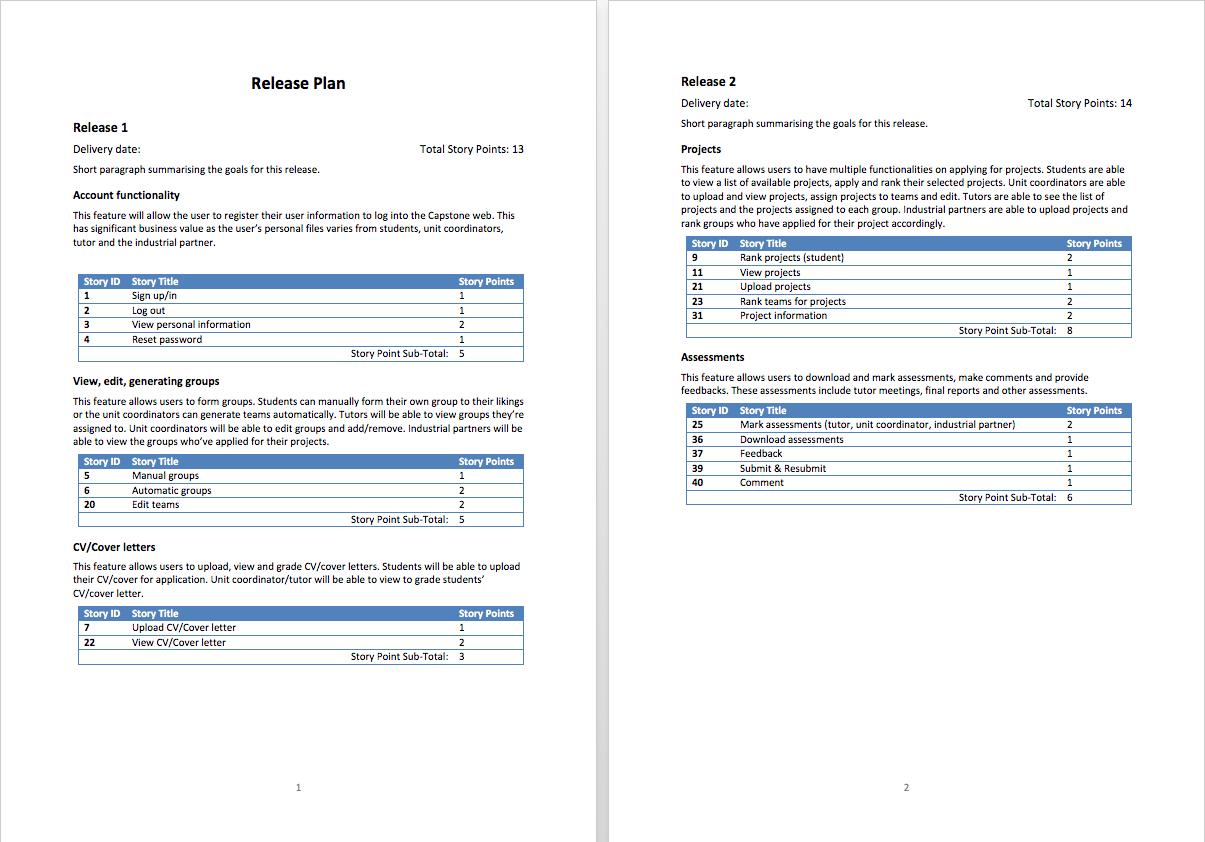 Release Plan
Release 1
Delivery date: Total Story Points: 13
Short paragraph summarising the goals for this release.
Account functionality
This feature will allow the user to register their user information to log into the Capstone web. This
has significant business value as the user's personal files varies from students, unit coordinators,
tutor and the industrial partner.
Story ID Story Title Story Points
1 Sign up/in 1
2 Log out 1
3 View personal information 2
4 Reset password 1
Story Point Sub-Total: 5
View, edit, generating groups
This feature allows users to form groups. Students can manually form their own group to their likings
or the unit coordinators can generate teams automatically. Tutors will be able to view groups they're
assigned to. Unit coordinators will be able to edit groups and add/remove. Industrial partners will be
able to view the groups who've applied for their projects.
Story ID Story Title Story Points
5 Manual groups 1
6 Automatic groups 2
20 Edit teams 2
Story Point Sub-Total: 5
CV/Cover letters
This feature allows users to upload, view and grade CV/cover letters. Students will be able to upload
their CV/cover for application. Unit coordinator/tutor will be able to view to grade students'
CV/cover letter.
Story ID Story Title Story Points
7 Upload CV/Cover letter 1
22 View CV/Cover letter 2
Story Point Sub-Total: 3
1
Release 2
Delivery date: Total Story Points: 14
Short paragraph summarising the goals for this release.
Projects
This feature allows users to have multiple functionalities on applying for projects. Students are able
to view a list of available projects, apply and rank their selected projects. Unit coordinators are able
to upload and view projects, assign projects to teams and edit. Tutors are able to see the list of
projects and the projects assigned to each group. Industrial partners are able to upload projects and
rank groups who have applied for their project accordingly.
Story ID Story Title Story Points
9 Rank projects (student) 2
11 View projects 1
21 Upload projects 1
23 Rank teams for projects 2
31 Project information 2
Story Point Sub-Total: 8
Assessments
This feature allows users to download and mark assessments, make comments and provide
feedbacks. These assessments include tutor meetings, final reports and other assessments.
Story ID Story Title Story Points
25 Mark assessments (tutor, unit coordinator, industrial partner) 2
36 Download assessments 1
37 Feedback 1
39 Submit & Resubmit 1
40 Comment 1
Story Point Sub-Total: 6
2